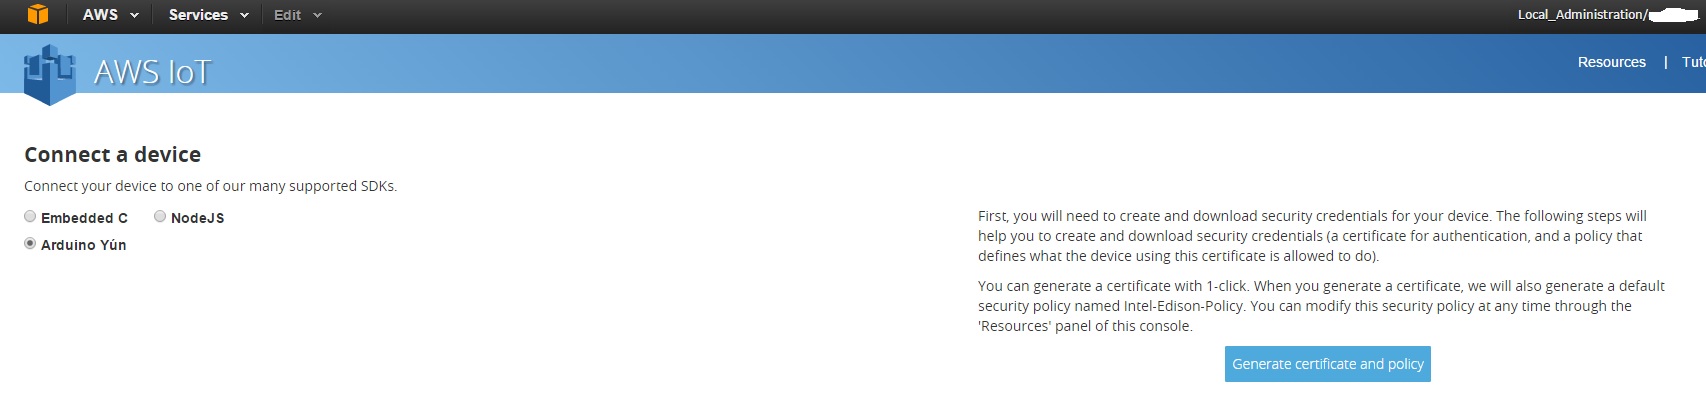 AWS Services Edit Local_Administration/
AWS IoT Resources | Tuto
Connect a device
Connect your device to one of our many supported SDKs.
Embedded C NodeJS
Arduino Yún
First, you will need to create and download security credentials for your device. The following steps will
help you to create and download security credentials (a certificate for authentication, and a policy that
defines what the device using this certificate is allowed to do).
You can generate a certificate with 1-click. When you generate a certificate, we will also generate a default
security policy named Intel-Edison-Policy. You can modify this security policy at any time through the
'Resources' panel of this console.
Generate certificate and policy